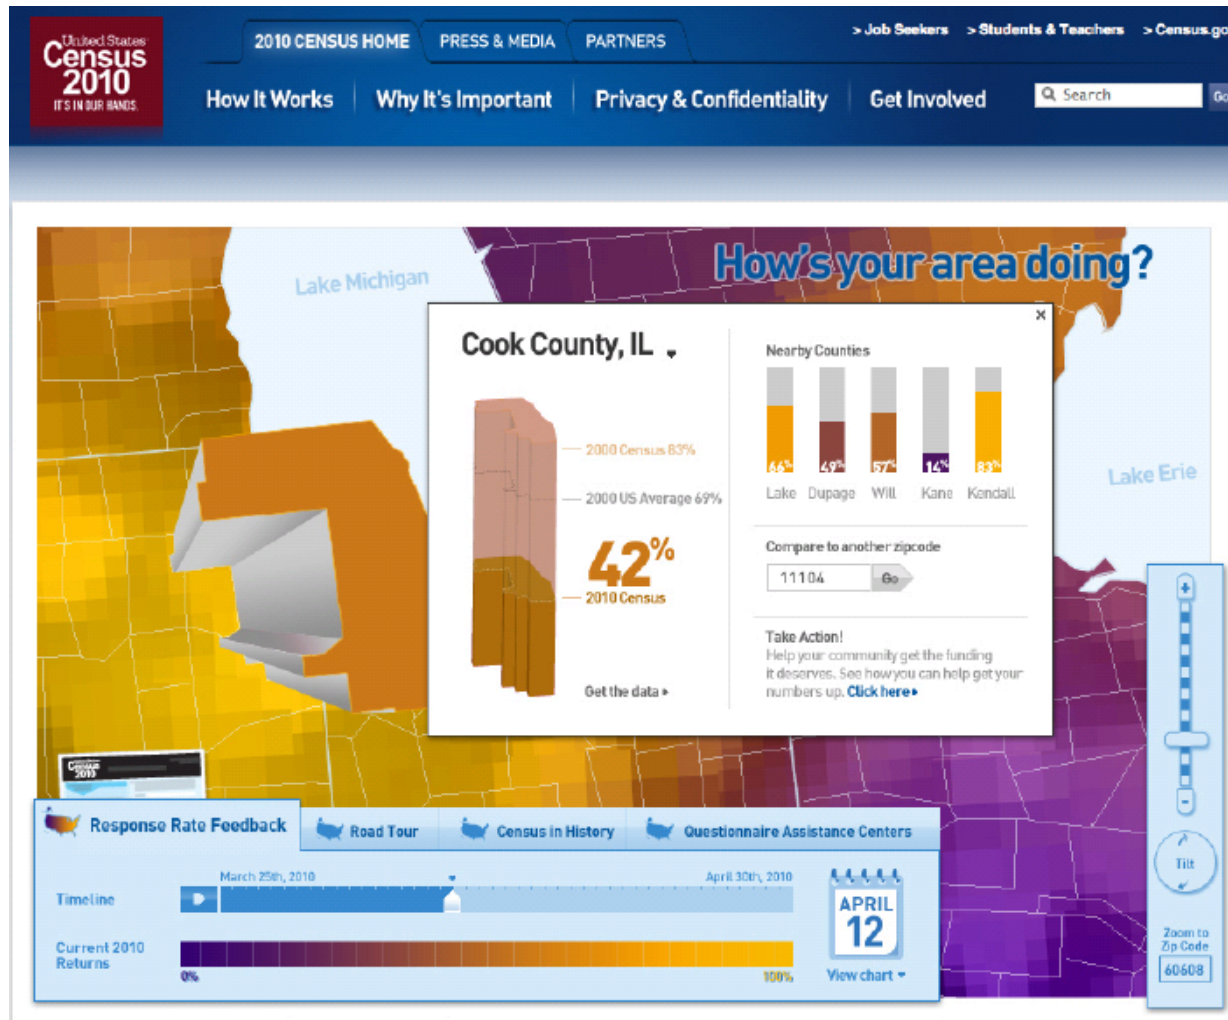 United States
Census
2010
IT'S IN OUR HANDS.
2010 CENSUS HOME
PRESS & MEDIA
PARTNERS
> Job Seekers
> Students & Teachers
> Census.go
How It Works
Why It's Important
Privacy & Confidentiality
Get Involved
Search
Go
How's your area doing?
Lake Michigan
Lake Erie
Cook County, IL
2000 Census 83%
2000 US Average 69%
42%
2010 Census
Get the data
Nearby Counties
66% 49% 57% 14% 83%
Lake Dupage Will Kane Kendall
Compare to another zipcode
11104
Go
Take Action!
Help your community get the funding
it deserves. See how you can help get your
numbers up. Click here
Census
2010
Response Rate Feedback
Road Tour
Census in History
Questionnaire Assistance Centers
March 25th, 2010
April 30th, 2010
Timeline
Current 2010
Returns
0%
100%
APRIL
12
View chart
+
-
Tilt
Zoom to
Zip Code
60608